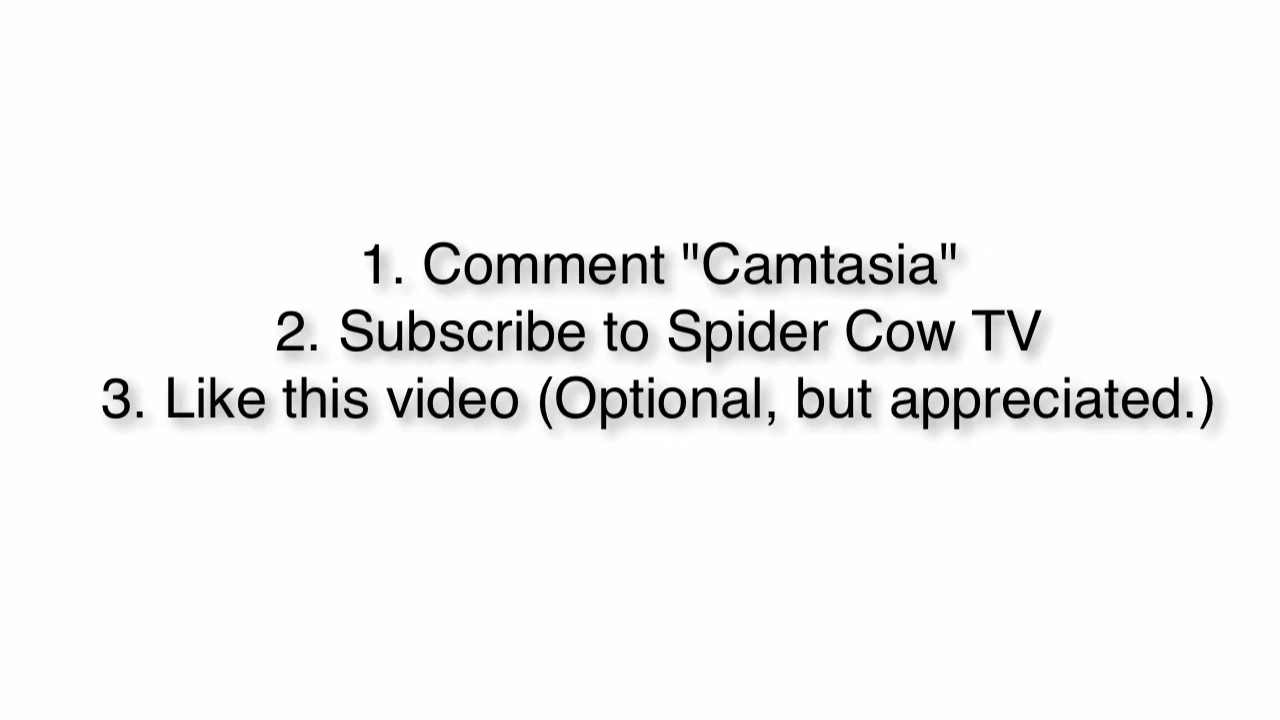 1. Comment "Camtasia"
2. Subscribe to Spider Cow TV
3. Like this video (Optional, but appreciated.)